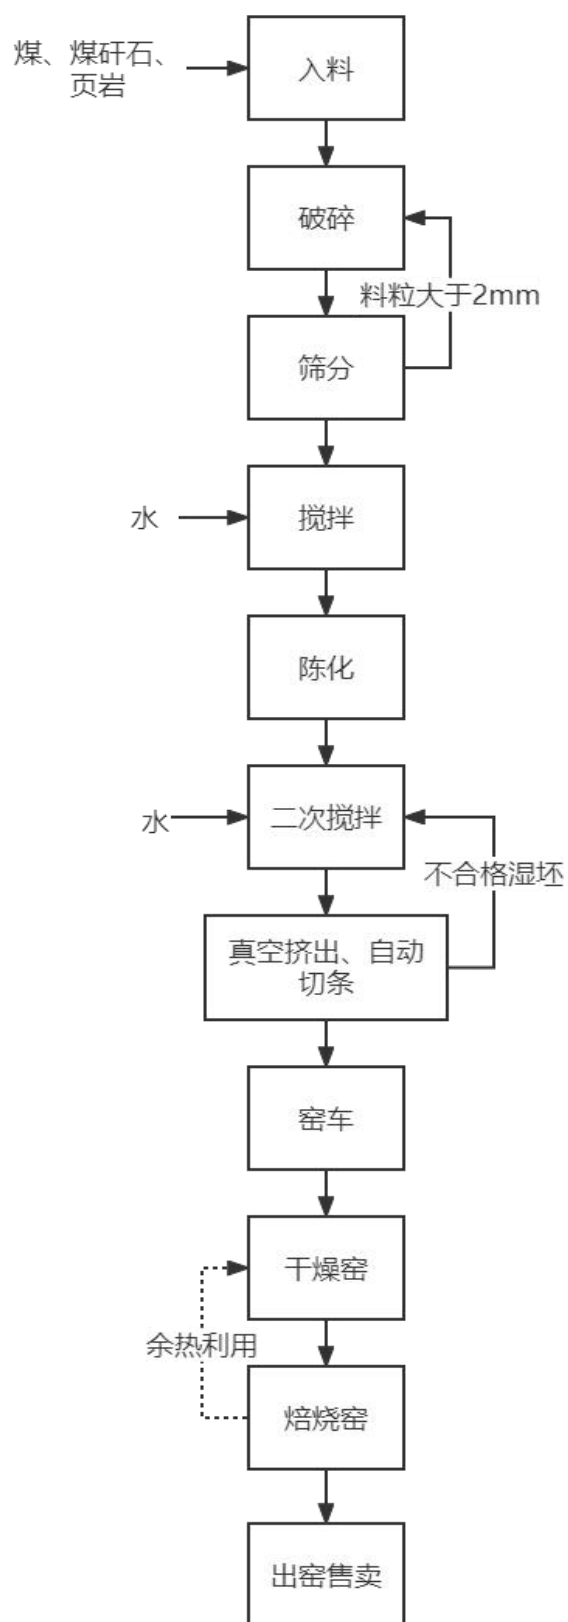 煤、煤矸石、
页岩
入料
破碎
料粒大于2mm
筛分
水
搅拌
陈化
水
二次搅拌
不合格湿坯
真空挤出、自动
切条
窑车
干燥窑
余热利用
焙烧窑
出窑售卖